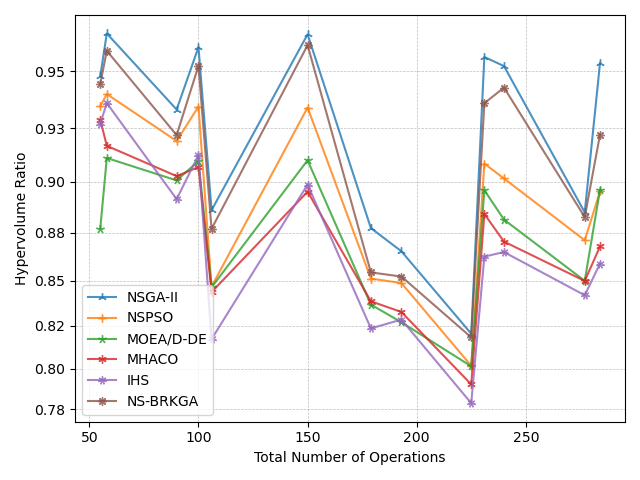 Hypervolume Ratio
0.95
0.93
0.90
0.88
0.85
0.82
0.80
0.78
NSGA-II
NSPSO
MOEA/D-DE
MHACO
IHS
NS-BRKGA
50 100 150 200 250
Total Number of Operations